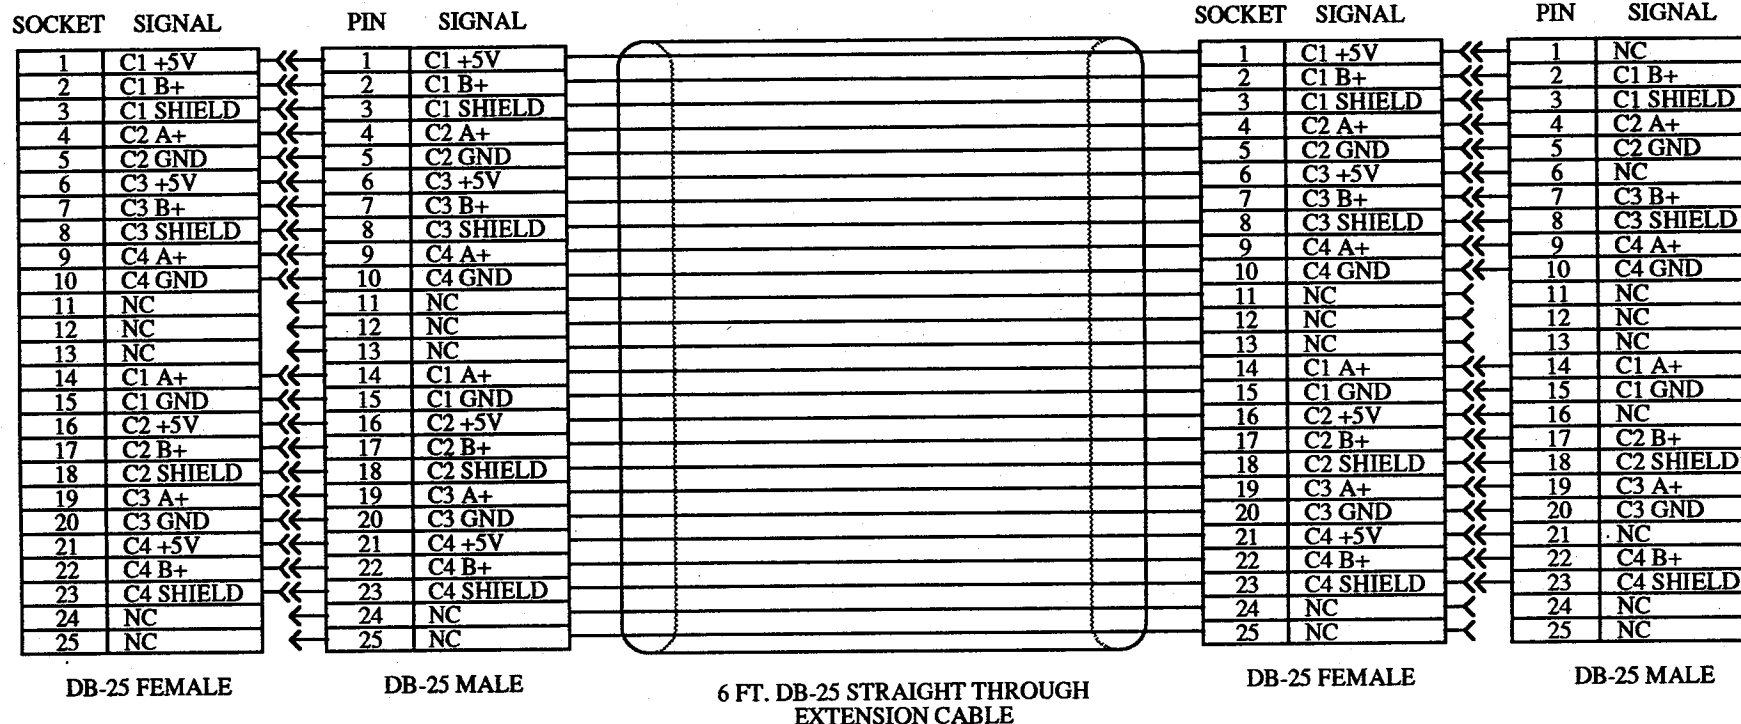 SOCKET SIGNAL PIN SIGNAL SOCKET SIGNAL PIN SIGNAL
1 C1 +5V 1 C1 +5V 1 C1 +5V 1 NC
2 C1 B+ 2 C1 B+ 2 C1 B+ 2 C1 B+
3 C1 SHIELD 3 C1 SHIELD 3 C1 SHIELD 3 C1 SHIELD
4 C2 A+ 4 C2 A+ 4 C2 A+ 4 C2 A+
5 C2 GND 5 C2 GND 5 C2 GND 5 C2 GND
6 C3 +5V 6 C3 +5V 6 C3 +5V 6 NC
7 C3 B+ 7 C3 B+ 7 C3 B+ 7 C3 B+
8 C3 SHIELD 8 C3 SHIELD 8 C3 SHIELD 8 C3 SHIELD
9 C4 A+ 9 C4 A+ 9 C4 A+ 9 C4 A+
10 C4 GND 10 C4 GND 10 C4 GND 10 C4 GND
11 NC 11 NC 11 NC 11 NC
12 NC 12 NC 12 NC 12 NC
13 NC 13 NC 13 NC 13 NC
14 C1 A+ 14 C1 A+ 14 C1 A+ 14 C1 A+
15 C1 GND 15 C1 GND 15 C1 GND 15 C1 GND
16 C2 +5V 16 C2 +5V 16 C2 +5V 16 NC
17 C2 B+ 17 C2 B+ 17 C2 B+ 17 C2 B+
18 C2 SHIELD 18 C2 SHIELD 18 C2 SHIELD 18 C2 SHIELD
19 C3 A+ 19 C3 A+ 19 C3 A+ 19 C3 A+
20 C3 GND 20 C3 GND 20 C3 GND 20 C3 GND
21 C4 +5V 21 C4 +5V 21 C4 +5V 21 NC
22 C4 B+ 22 C4 B+ 22 C4 B+ 22 C4 B+
23 C4 SHIELD 23 C4 SHIELD 23 C4 SHIELD 23 C4 SHIELD
24 NC 24 NC 24 NC 24 NC
25 NC 25 NC 25 NC 25 NC
DB-25 FEMALE DB-25 MALE DB-25 FEMALE DB-25 MALE
6 FT. DB-25 STRAIGHT THROUGH
EXTENSION CABLE